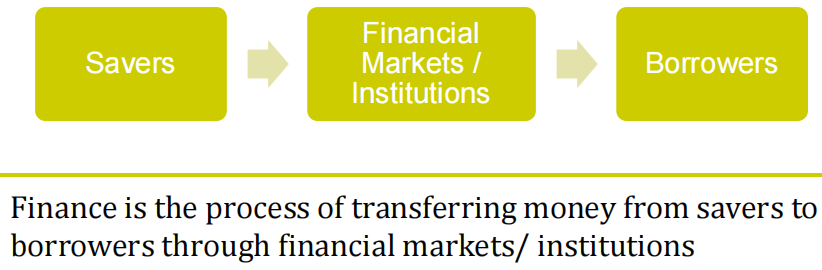 Savers
Financial
Markets /
Institutions
Borrowers
Finance is the process of transferring money from savers to
borrowers through financial markets/ institutions